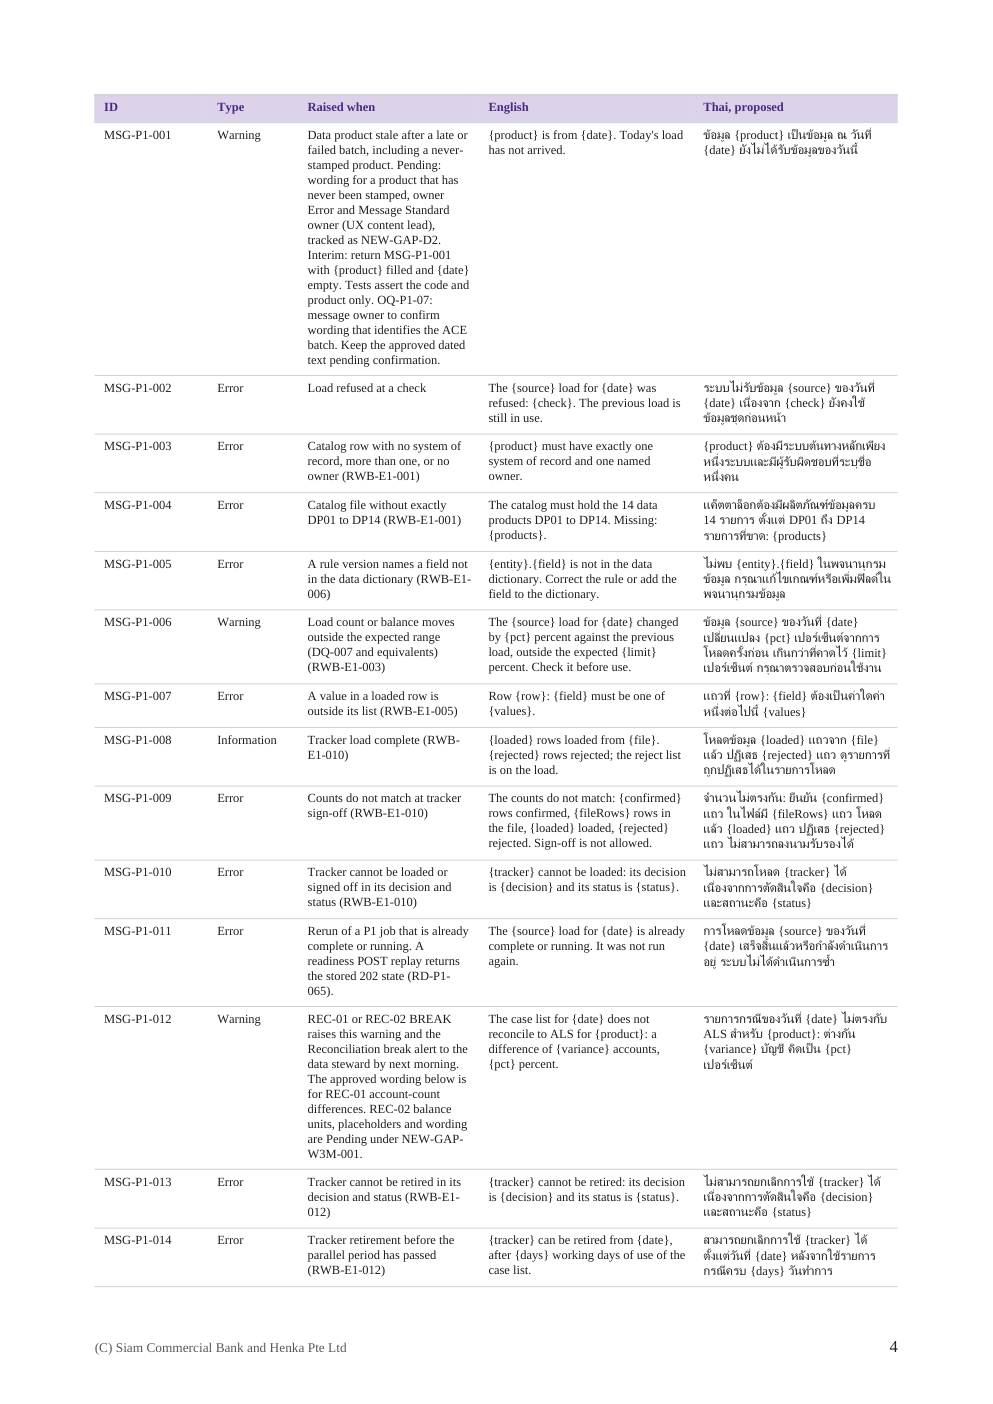 ID Type Raised when English Thai, proposed
MSG-P1-001 Warning Data product stale after a late or {product} is from {date}. Today's load ข้อมูล {product} เป็นข้อมูล ณ วันที่
failed batch, including a never- has not arrived. {date} ยังไม่ได้รับข้อมูลของวันนี้
stamped product. Pending:
wording for a product that has
never been stamped, owner
Error and Message Standard
owner (UX content lead),
tracked as NEW-GAP-D2.
Interim: return MSG-P1-001
with {product} filled and {date}
empty. Tests assert the code and
product only. OQ-P1-07:
message owner to confirm
wording that identifies the ACE
batch. Keep the approved dated
text pending confirmation.
MSG-P1-002 Error Load refused at a check The {source} load for {date} was ระบบไม่รับข้อมูล {source} ของวันที่
refused: {check}. The previous load is {date} เนื่องจาก {check} ยังคงใช้
still in use. ข้อมูลชุดก่อนหน้า
MSG-P1-003 Error Catalog row with no system of {product} must have exactly one {product} ต้องมีระบบต้นทางหลักเพียง
record, more than one, or no system of record and one named หนึ่งระบบและมีผู้รับผิดชอบที่ระบุชื่อ
owner (RWB-E1-001) owner. หนึ่งคน
MSG-P1-004 Error Catalog file without exactly The catalog must hold the 14 data แค็ตตาล็อกต้องมีผลิตภัณฑ์ข้อมูลครบ
DP01 to DP14 (RWB-E1-001) products DP01 to DP14. Missing: 14 รายการ ตั้งแต่ DP01 ถึง DP14
{products}. รายการที่ขาด: {products}
MSG-P1-005 Error A rule version names a field not {entity}.{field} is not in the data ไม่พบ {entity}.{field} ในพจนานุกรม
in the data dictionary (RWB-E1- dictionary. Correct the rule or add the ข้อมูล กรุณาแก้ไขเกณฑ์หรือเพิ่มฟิลด์ใน
006) field to the dictionary. พจนานุกรมข้อมูล
MSG-P1-006 Warning Load count or balance moves The {source} load for {date} changed ข้อมูล {source} ของวันที่ {date}
outside the expected range by {pct} percent against the previous เปลี่ยนแปลง {pct} เปอร์เซ็นต์จากการ
(DQ-007 and equivalents) load, outside the expected {limit} โหลดครั้งก่อน เกินกว่าที่คาดไว้ {limit}
(RWB-E1-003) percent. Check it before use. เปอร์เซ็นต์ กรุณาตรวจสอบก่อนใช้งาน
MSG-P1-007 Error A value in a loaded row is Row {row}: {field} must be one of แถวที่ {row}: {field} ต้องเป็นค่าใดค่า
outside its list (RWB-E1-005) {values}. หนึ่งต่อไปนี้ {values}
MSG-P1-008 Information Tracker load complete (RWB- {loaded} rows loaded from {file}. โหลดข้อมูล {loaded} แถวจาก {file}
E1-010) {rejected} rows rejected; the reject list แล้ว ปฏิเสธ {rejected} แถว ดูรายการที่
is on the load. ถูกปฏิเสธได้ในรายการโหลด
MSG-P1-009 Error Counts do not match at tracker The counts do not match: {confirmed} จำนวนไม่ตรงกัน: ยืนยัน {confirmed}
sign-off (RWB-E1-010) rows confirmed, {fileRows} rows in แถว ในไฟล์มี {fileRows} แถว โหลด
the file, {loaded} loaded, {rejected} แล้ว {loaded} แถว ปฏิเสธ {rejected}
rejected. Sign-off is not allowed. แถว ไม่สามารถลงนามรับรองได้
MSG-P1-010 Error Tracker cannot be loaded or {tracker} cannot be loaded: its decision ไม่สามารถโหลด {tracker} ได้
signed off in its decision and is {decision} and its status is {status}. เนื่องจากการตัดสินใจคือ {decision}
status (RWB-E1-010) และสถานะคือ {status}
MSG-P1-011 Error Rerun of a P1 job that is already The {source} load for {date} is already การโหลดข้อมูล {source} ของวันที่
complete or running. A complete or running. It was not run {date} เสร็จสิ้นแล้วหรือกำลังดำเนินการ
readiness POST replay returns again. อยู่ ระบบไม่ได้ดำเนินการซ้ำ
the stored 202 state (RD-P1-
065).
MSG-P1-012 Warning REC-01 or REC-02 BREAK The case list for {date} does not รายการกรณีของวันที่ {date} ไม่ตรงกับ
raises this warning and the reconcile to ALS for {product}: a ALS สำหรับ {product}: ต่างกัน
Reconciliation break alert to the difference of {variance} accounts, {variance} บัญชี คิดเป็น {pct}
data steward by next morning. {pct} percent. เปอร์เซ็นต์
The approved wording below is
for REC-01 account-count
differences. REC-02 balance
units, placeholders and wording
are Pending under NEW-GAP-
W3M-001.
MSG-P1-013 Error Tracker cannot be retired in its {tracker} cannot be retired: its decision ไม่สามารถยกเลิกการใช้ {tracker} ได้
decision and status (RWB-E1- is {decision} and its status is {status}. เนื่องจากการตัดสินใจคือ {decision}
012) และสถานะคือ {status}
MSG-P1-014 Error Tracker retirement before the {tracker} can be retired from {date}, สามารถยกเลิกการใช้ {tracker} ได้
parallel period has passed after {days} working days of use of the ตั้งแต่วันที่ {date} หลังจากใช้รายการ
(RWB-E1-012) case list. กรณีครบ {days} วันทำการ
(C) Siam Commercial Bank and Henka Pte Ltd 4